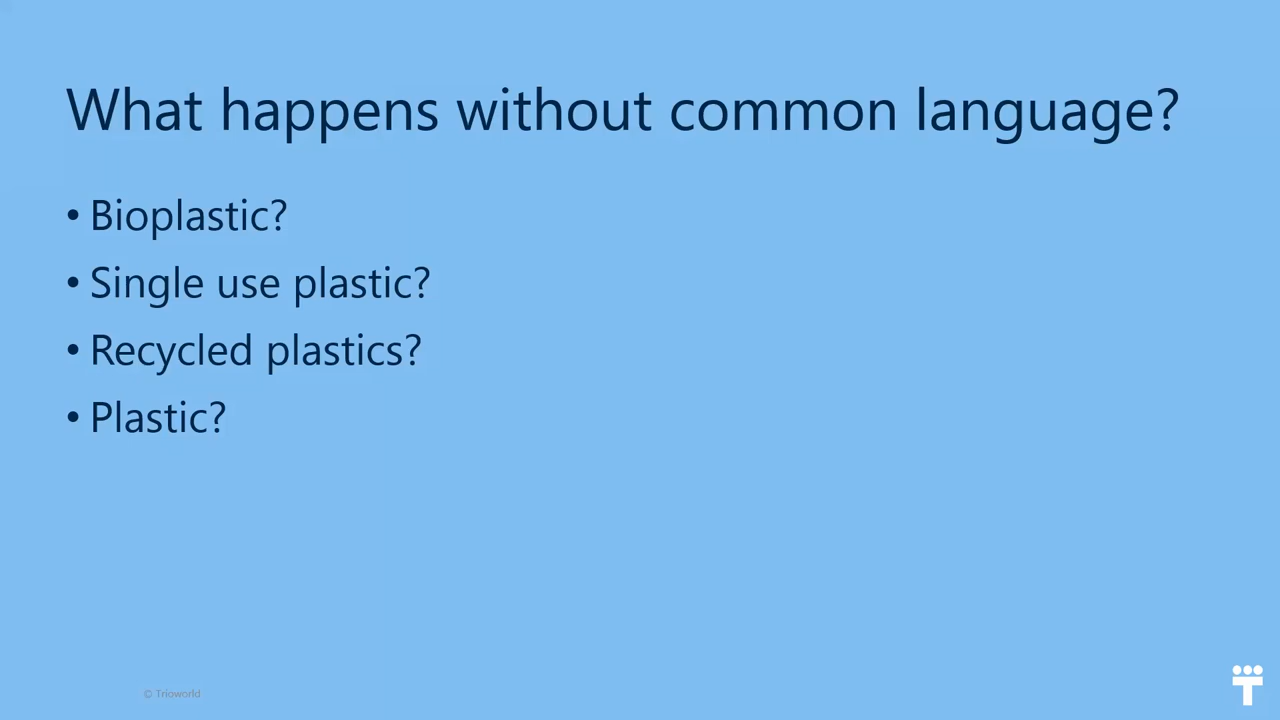 What happens without common language?
• Bioplastic?
• Single use plastic?
• Recycled plastics?
• Plastic?
© Trioworld